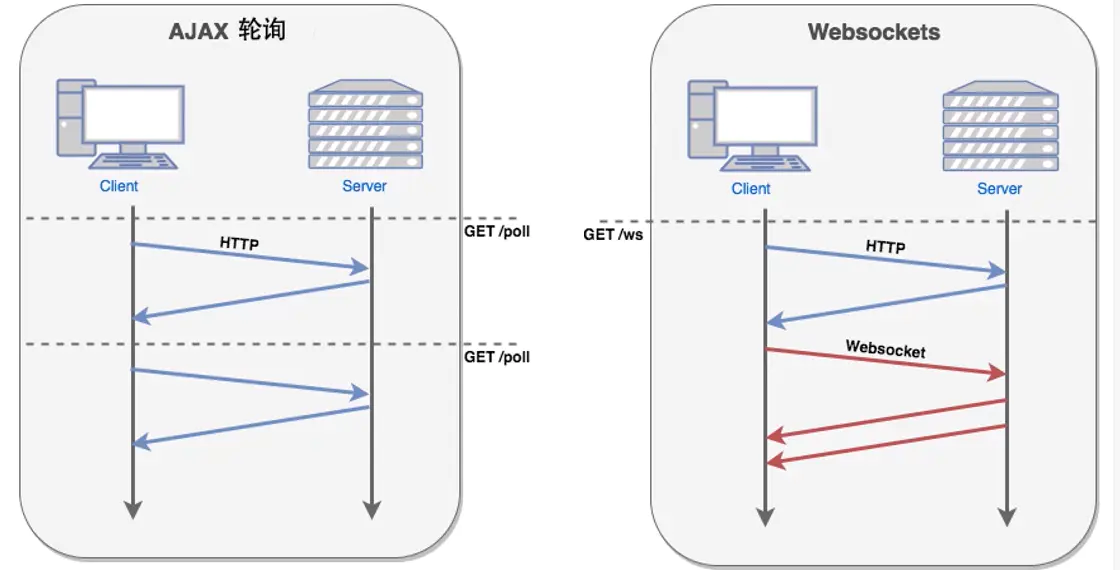 AJAX 轮询
Client
Server
GET /poll
HTTP
GET /poll
Websockets
Client
Server
GET /ws
HTTP
Websocket